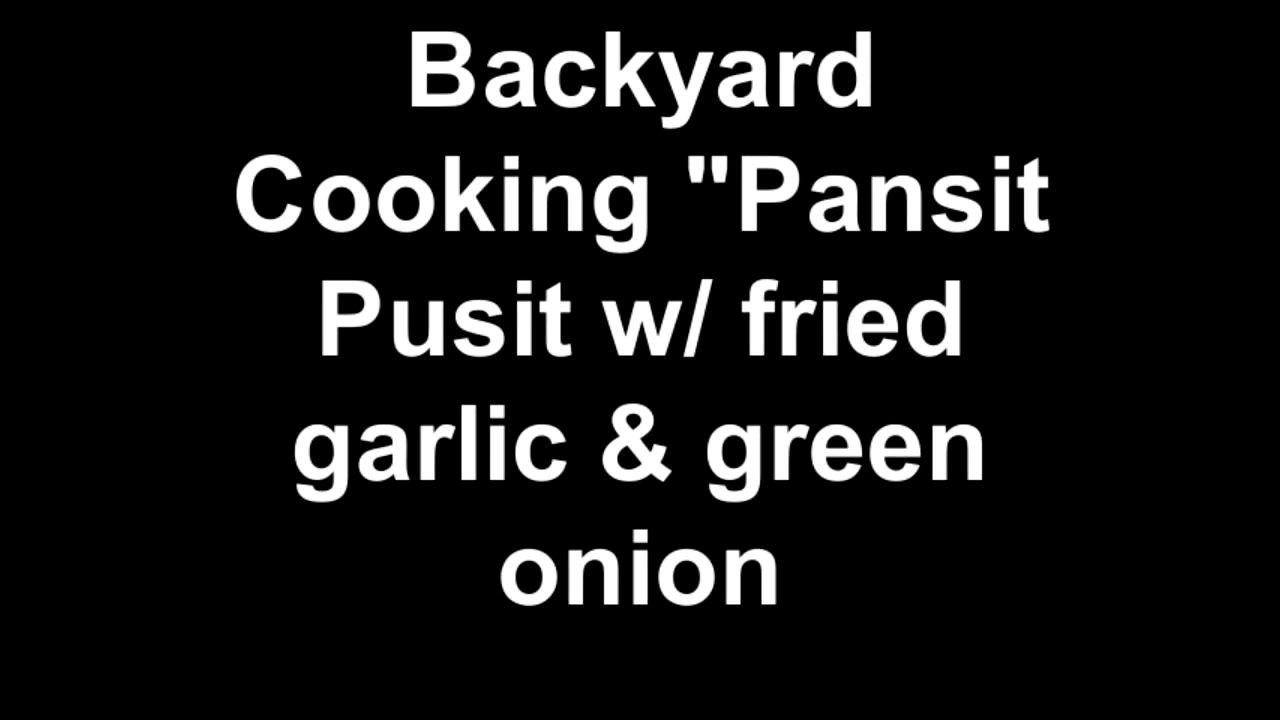 Backyard
Cooking "Pansit
Pusit w/ fried
garlic & green
onion